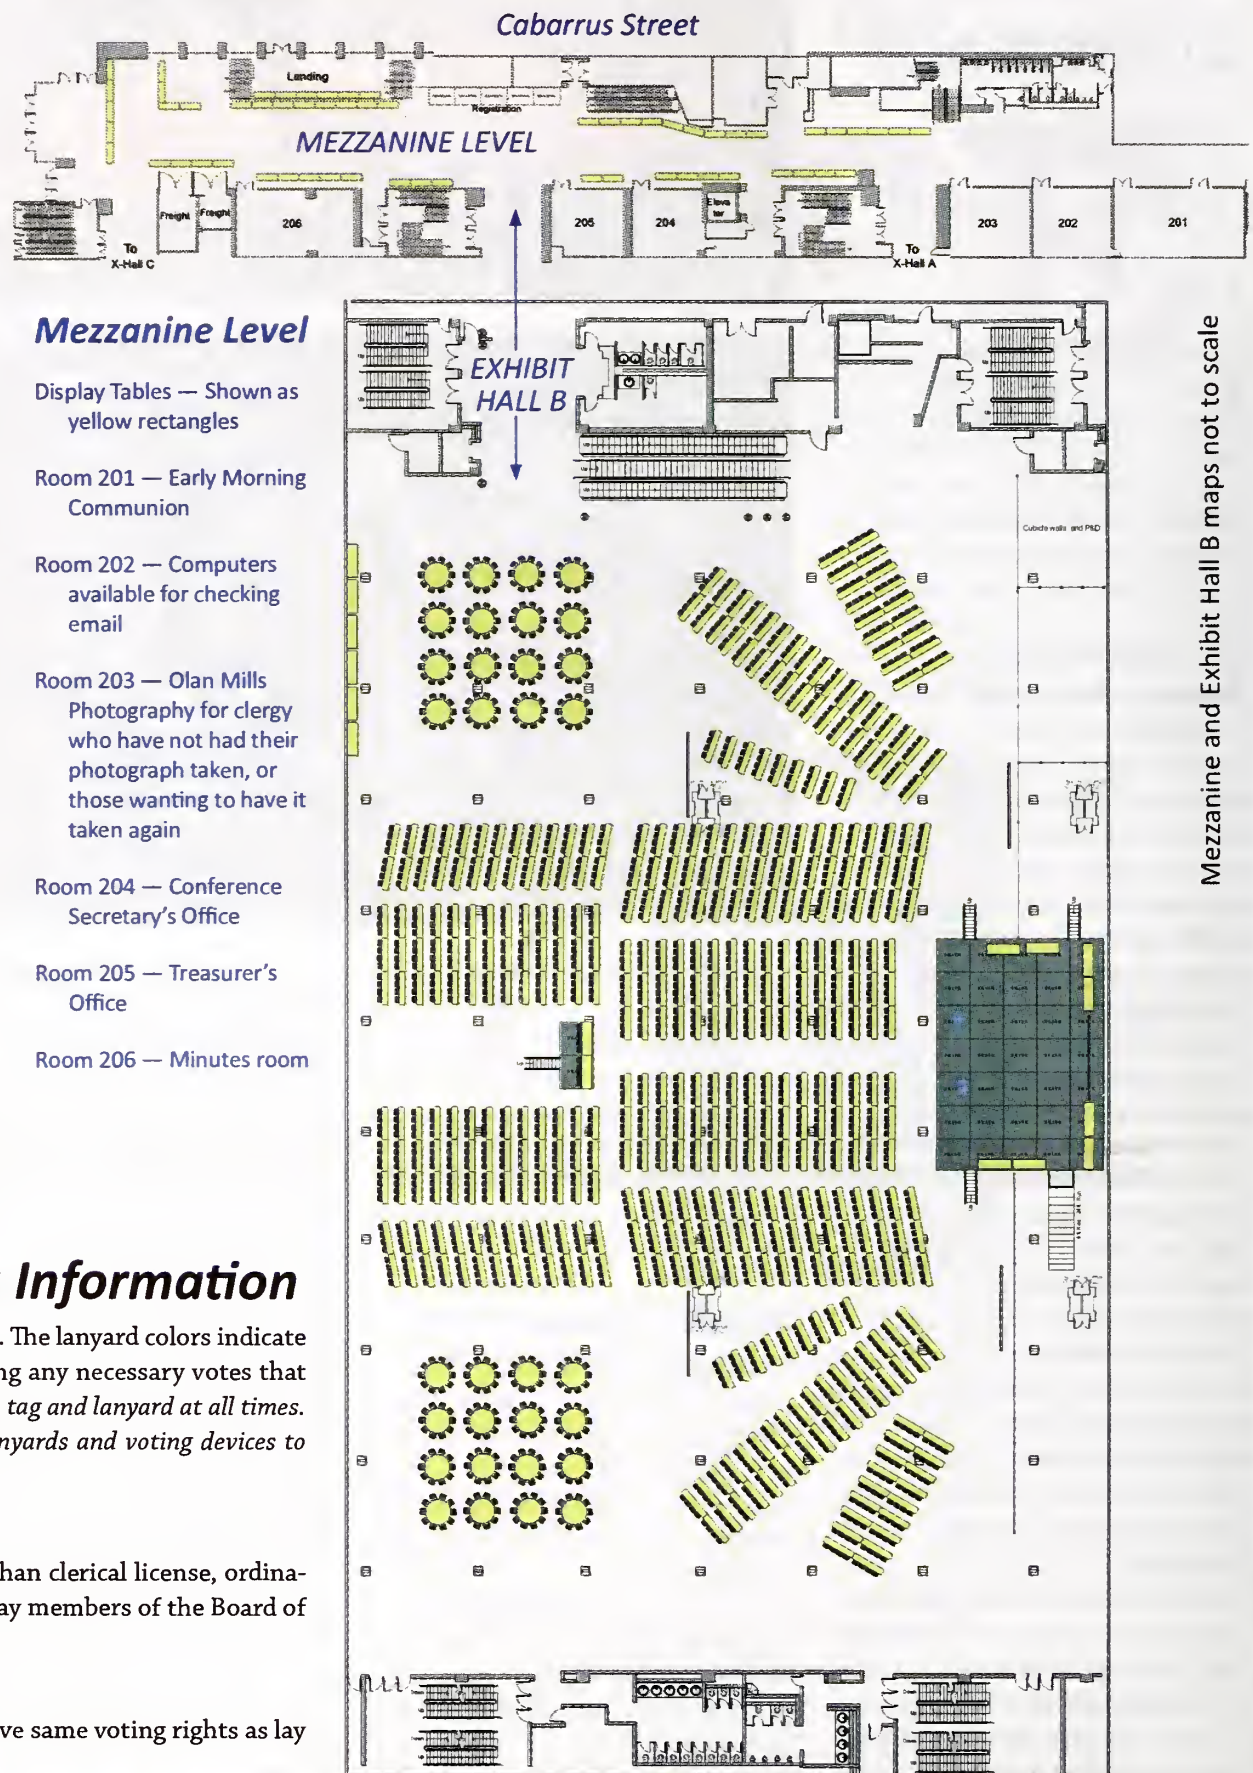 Cabarrus Street
Landing
Registration
MEZZANINE LEVEL
Freight
Freight
206
205
204
Eleva
tor
203
202
201
To
X-Hall C
To
X-Hall A
Mezzanine Level
Display Tables — Shown as
yellow rectangles
Room 201 — Early Morning
Communion
Room 202 — Computers
available for checking
email
Room 203 — Olan Mills
Photography for clergy
who have not had their
photograph taken, or
those wanting to have it
taken again
Room 204 — Conference
Secretary's Office
Room 205 — Treasurer's
Office
Room 206 — Minutes room
EXHIBIT
HALL B
Cubicle walls and P&D
Mezzanine and Exhibit Hall B maps not to scale
Information
. The lanyard colors indicate
ng any necessary votes that
tag and lanyard at all times.
nyards and voting devices to
han clerical license, ordina-
ay members of the Board of
ve same voting rights as lay